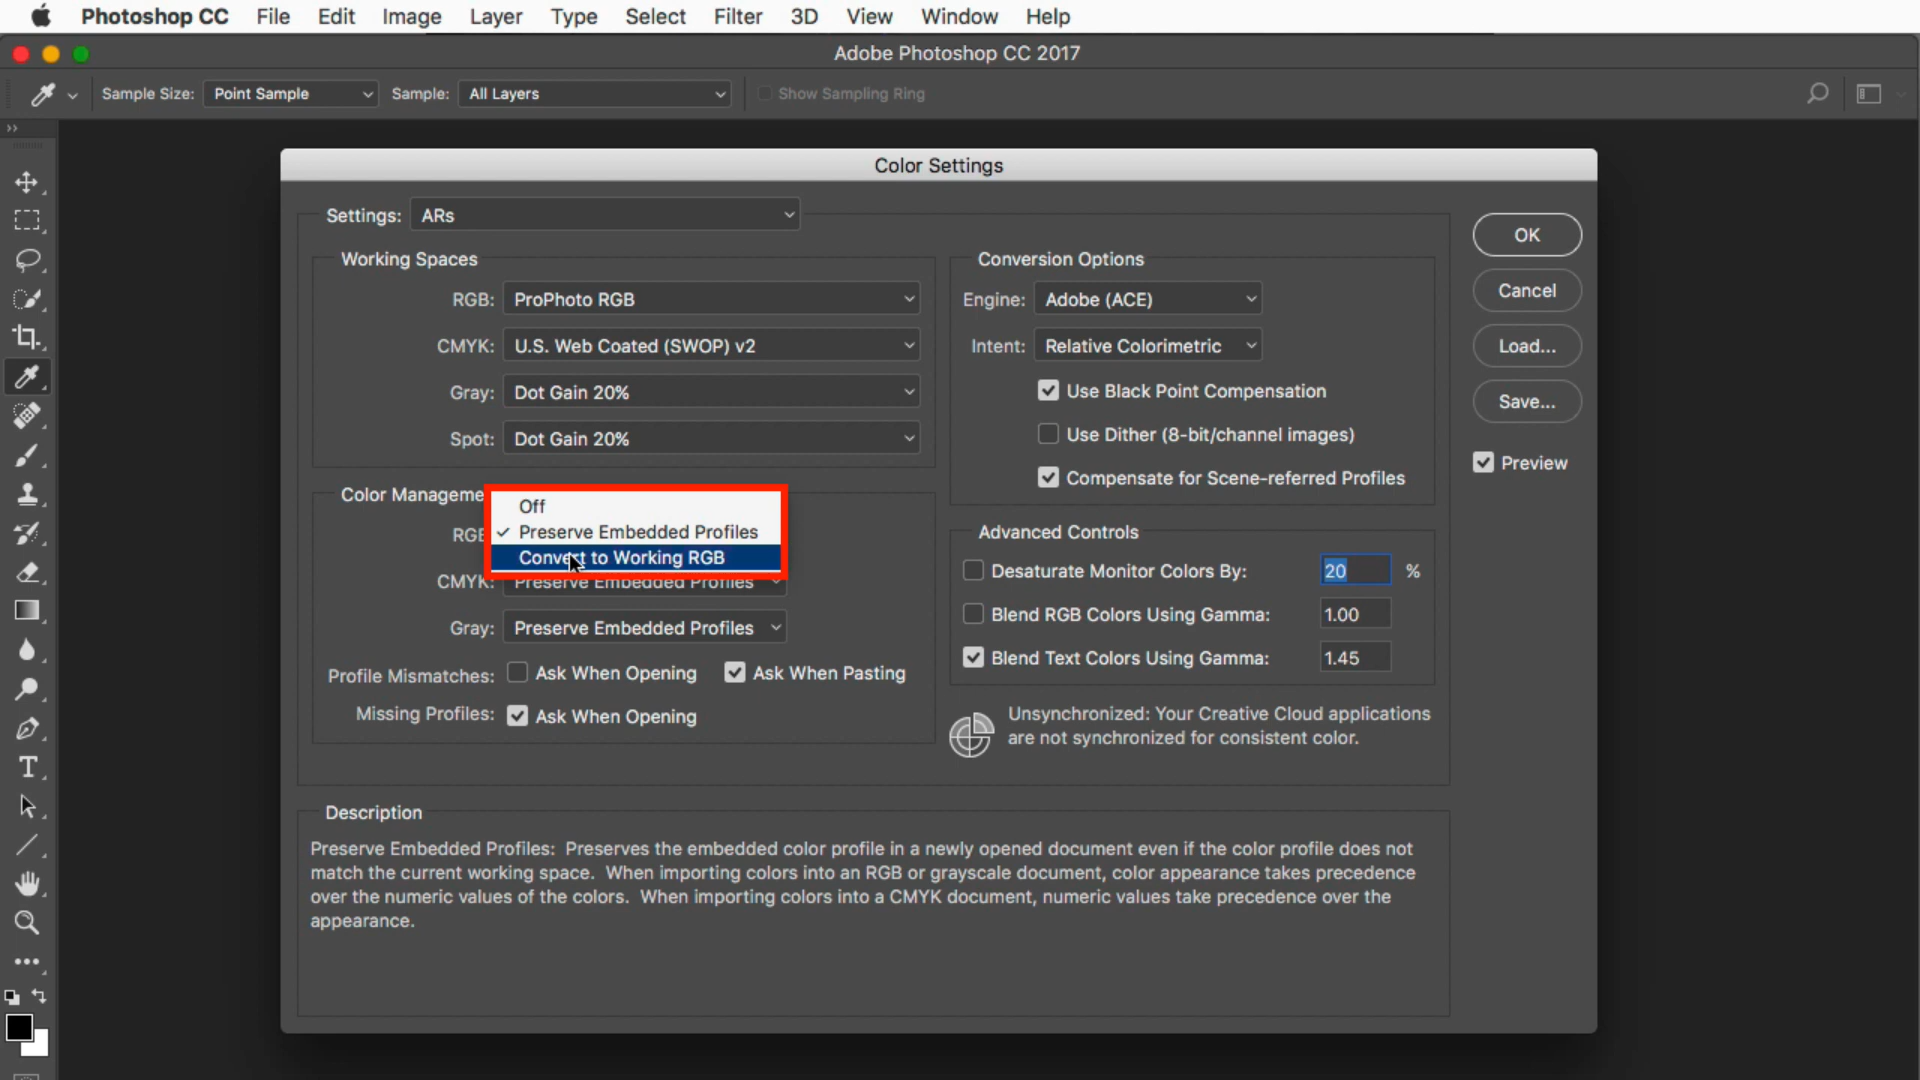 Photoshop CC File Edit Image Layer Type Select Filter 3D View Window Help
Adobe Photoshop CC 2017
Sample Size: Point Sample Sample: All Layers Show Sampling Ring
Color Settings
Settings: ARs
Working Spaces
RGB: ProPhoto RGB
CMYK: U.S. Web Coated (SWOP) v2
Gray: Dot Gain 20%
Spot: Dot Gain 20%
Color Manageme
Off
RGB
Preserve Embedded Profiles
Convert to Working RGB
CMYK: Preserve Embedded Profiles
Gray: Preserve Embedded Profiles
Profile Mismatches: Ask When Opening Ask When Pasting
Missing Profiles: Ask When Opening
Conversion Options
Engine: Adobe (ACE)
Intent: Relative Colorimetric
Use Black Point Compensation
Use Dither (8-bit/channel images)
Compensate for Scene-referred Profiles
Advanced Controls
Desaturate Monitor Colors By: 20 %
Blend RGB Colors Using Gamma: 1.00
Blend Text Colors Using Gamma: 1.45
Unsynchronized: Your Creative Cloud applications
are not synchronized for consistent color.
OK
Cancel
Load...
Save...
Preview
Description
Preserve Embedded Profiles: Preserves the embedded color profile in a newly opened document even if the color profile does not
match the current working space. When importing colors into an RGB or grayscale document, color appearance takes precedence
over the numeric values of the colors. When importing colors into a CMYK document, numeric values take precedence over the
appearance.